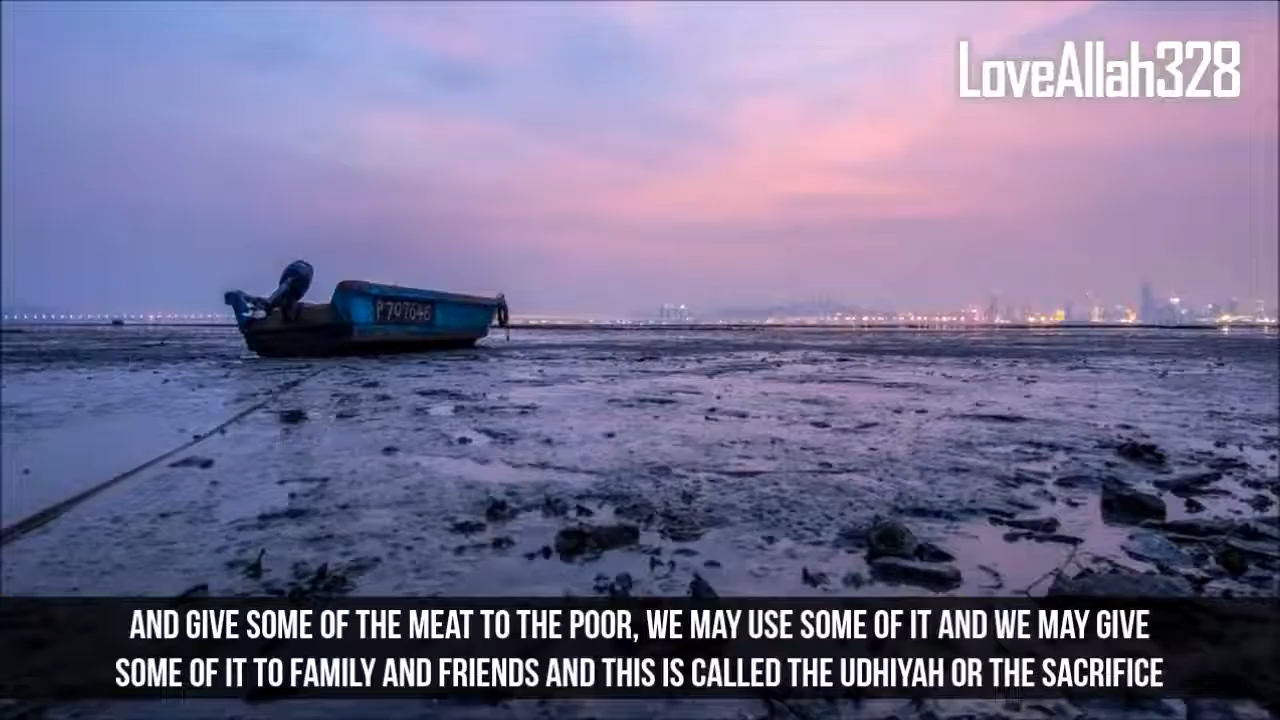 LoveAllah328
P707646
AND GIVE SOME OF THE MEAT TO THE POOR, WE MAY USE SOME OF IT AND WE MAY GIVE
SOME OF IT TO FAMILY AND FRIENDS AND THIS IS CALLED THE UDHIYAH OR THE SACRIFICE